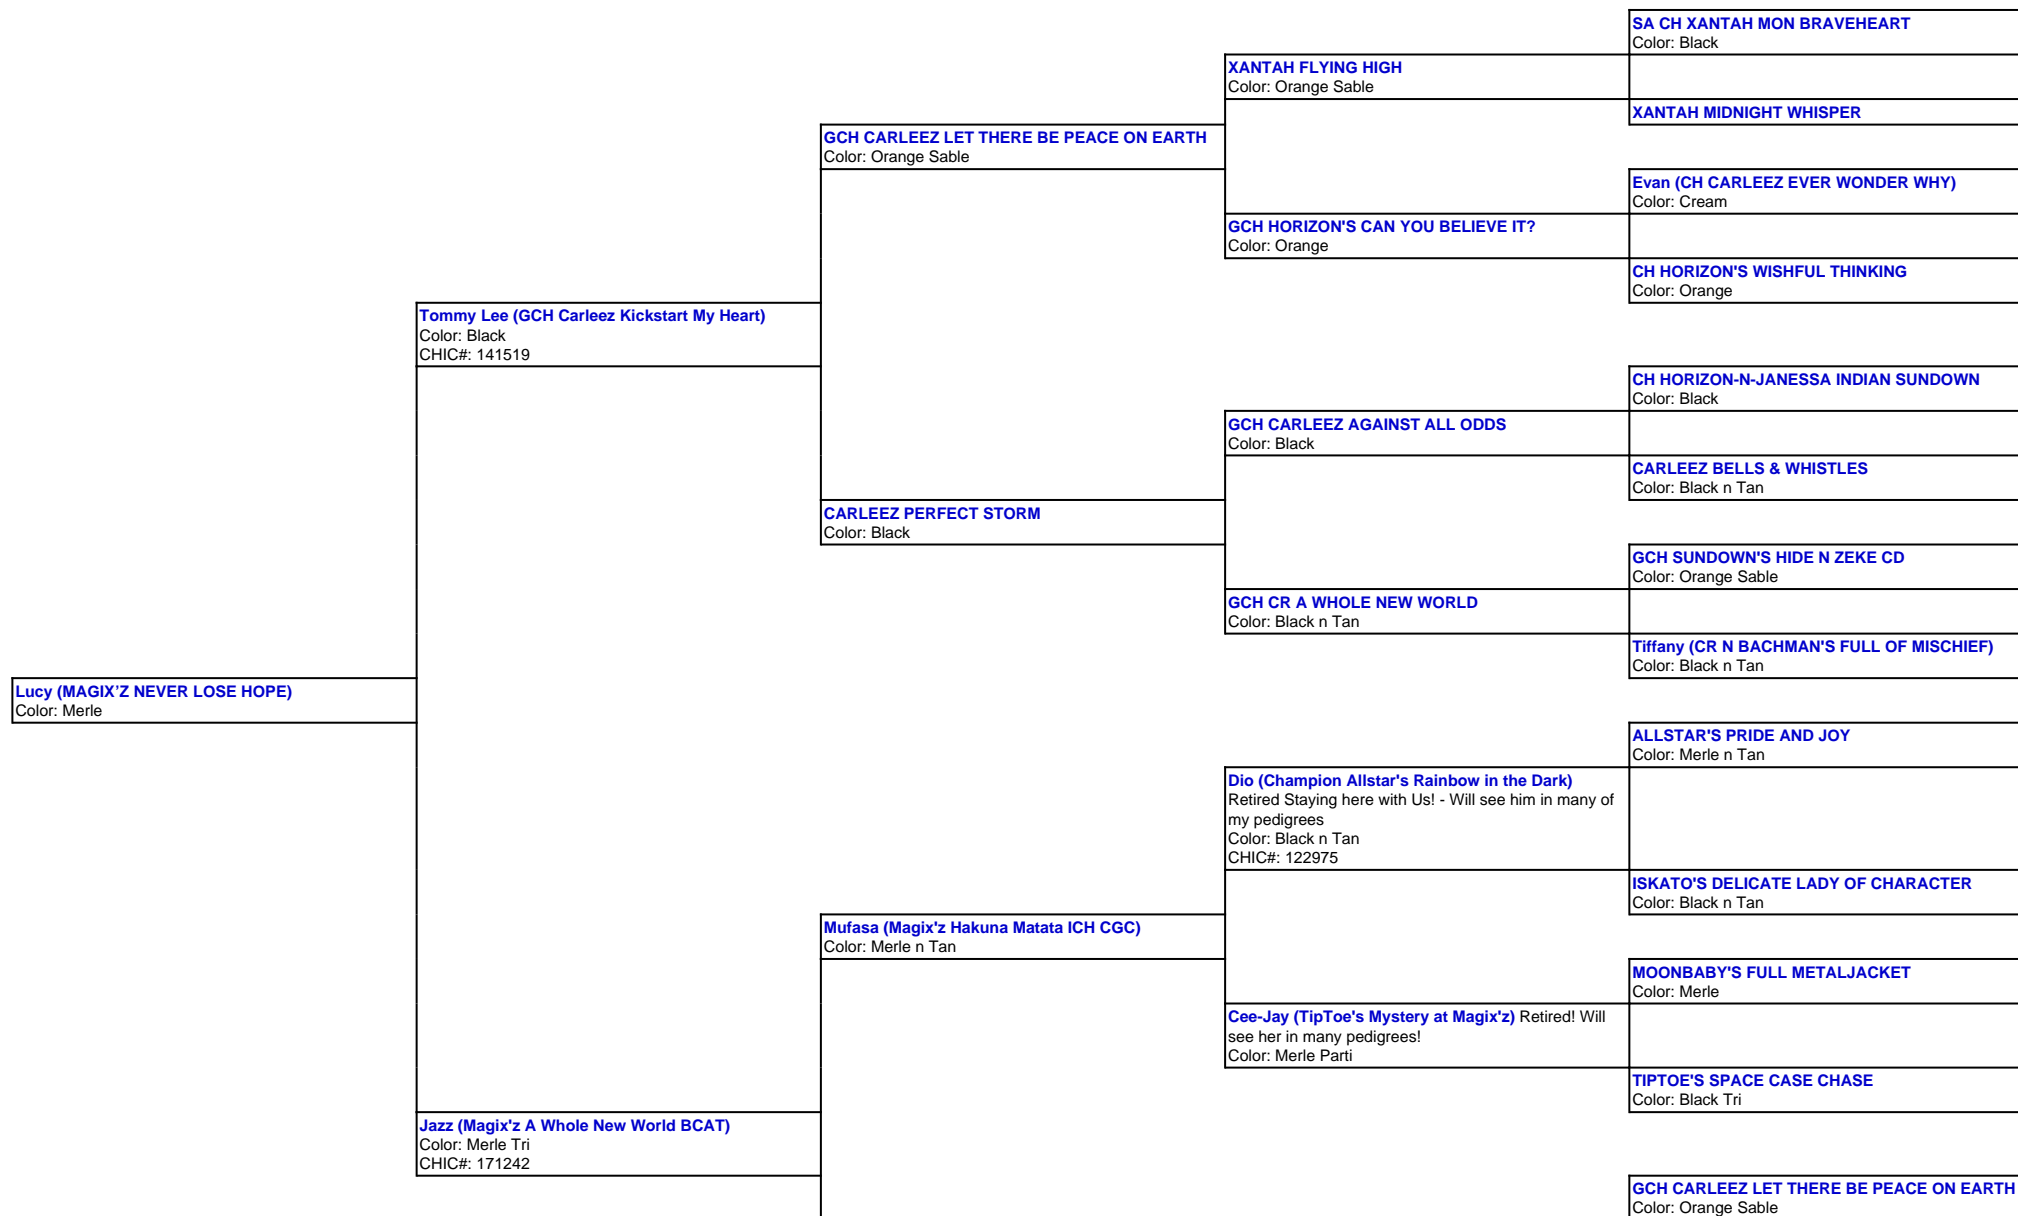 SA CH XANTAH MON BRAVEHEART
Color: Black
XANTAH FLYING HIGH
Color: Orange Sable
XANTAH MIDNIGHT WHISPER
GCH CARLEEZ LET THERE BE PEACE ON EARTH
Color: Orange Sable
Evan (CH CARLEEZ EVER WONDER WHY)
Color: Cream
GCH HORIZON'S CAN YOU BELIEVE IT?
Color: Orange
CH HORIZON'S WISHFUL THINKING
Color: Orange
Tommy Lee (GCH Carleez Kickstart My Heart)
Color: Black
CHIC#: 141519
CH HORIZON-N-JANESSA INDIAN SUNDOWN
Color: Black
GCH CARLEEZ AGAINST ALL ODDS
Color: Black
CARLEEZ BELLS & WHISTLES
Color: Black n Tan
CARLEEZ PERFECT STORM
Color: Black
GCH SUNDOWN'S HIDE N ZEKE CD
Color: Orange Sable
GCH CR A WHOLE NEW WORLD
Color: Black n Tan
Tiffany (CR N BACHMAN'S FULL OF MISCHIEF)
Color: Black n Tan
Lucy (MAGIX’Z NEVER LOSE HOPE)
Color: Merle
ALLSTAR'S PRIDE AND JOY
Color: Merle n Tan
Dio (Champion Allstar's Rainbow in the Dark)
Retired Staying here with Us! - Will see him in many of
my pedigrees
Color: Black n Tan
CHIC#: 122975
ISKATO'S DELICATE LADY OF CHARACTER
Color: Black n Tan
Mufasa (Magix'z Hakuna Matata ICH CGC)
Color: Merle n Tan
MOONBABY'S FULL METALJACKET
Color: Merle
Cee-Jay (TipToe's Mystery at Magix'z) Retired! Will
see her in many pedigrees!
Color: Merle Parti
TIPTOE'S SPACE CASE CHASE
Color: Black Tri
Jazz (Magix'z A Whole New World BCAT)
Color: Merle Tri
CHIC#: 171242
GCH CARLEEZ LET THERE BE PEACE ON EARTH
Color: Orange Sable